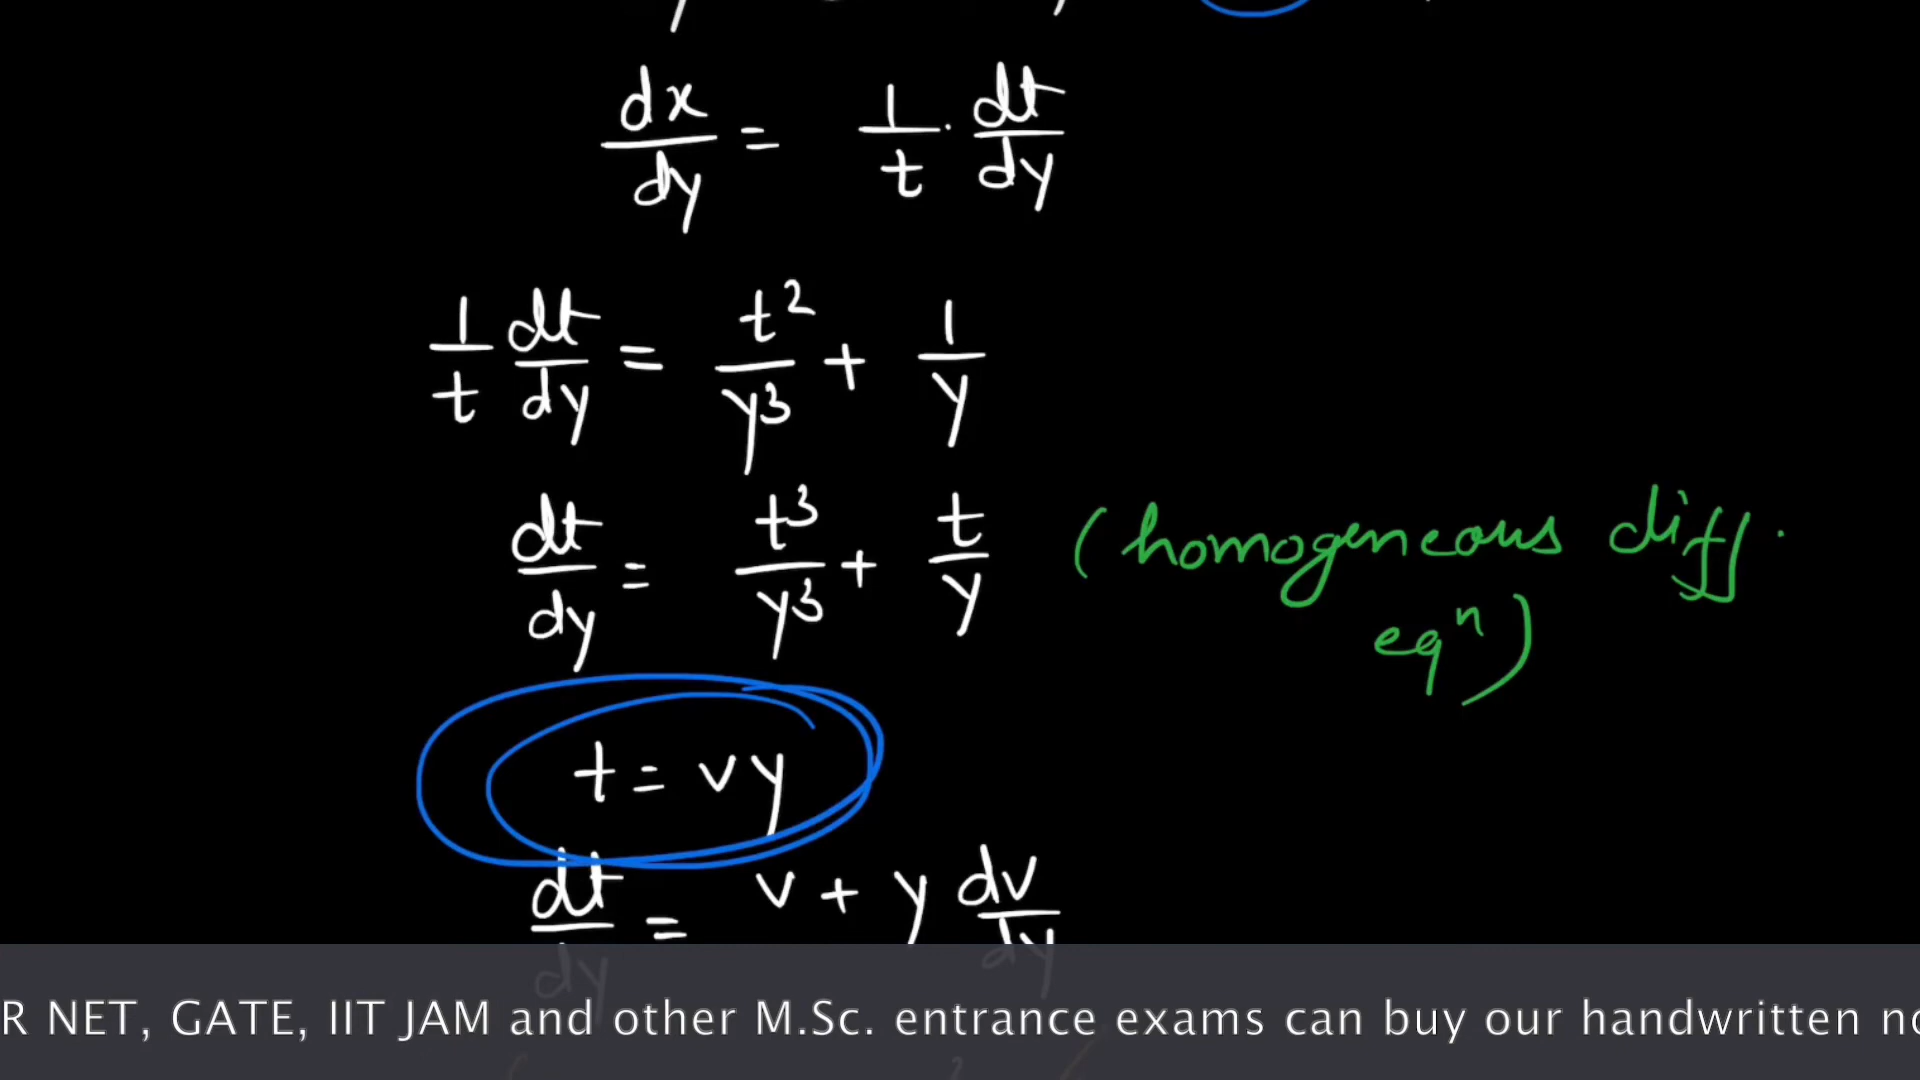 dx/dy = 1/t · dt/dy
1/t dt/dy = t²/y³ + 1/y
dt/dy = t³/y³ + t/y (homogeneous diff.
eqⁿ)
t = vy
dt/dy = v + y dv/dy
R NET, GATE, IIT JAM and other M.Sc. entrance exams can buy our handwritten no